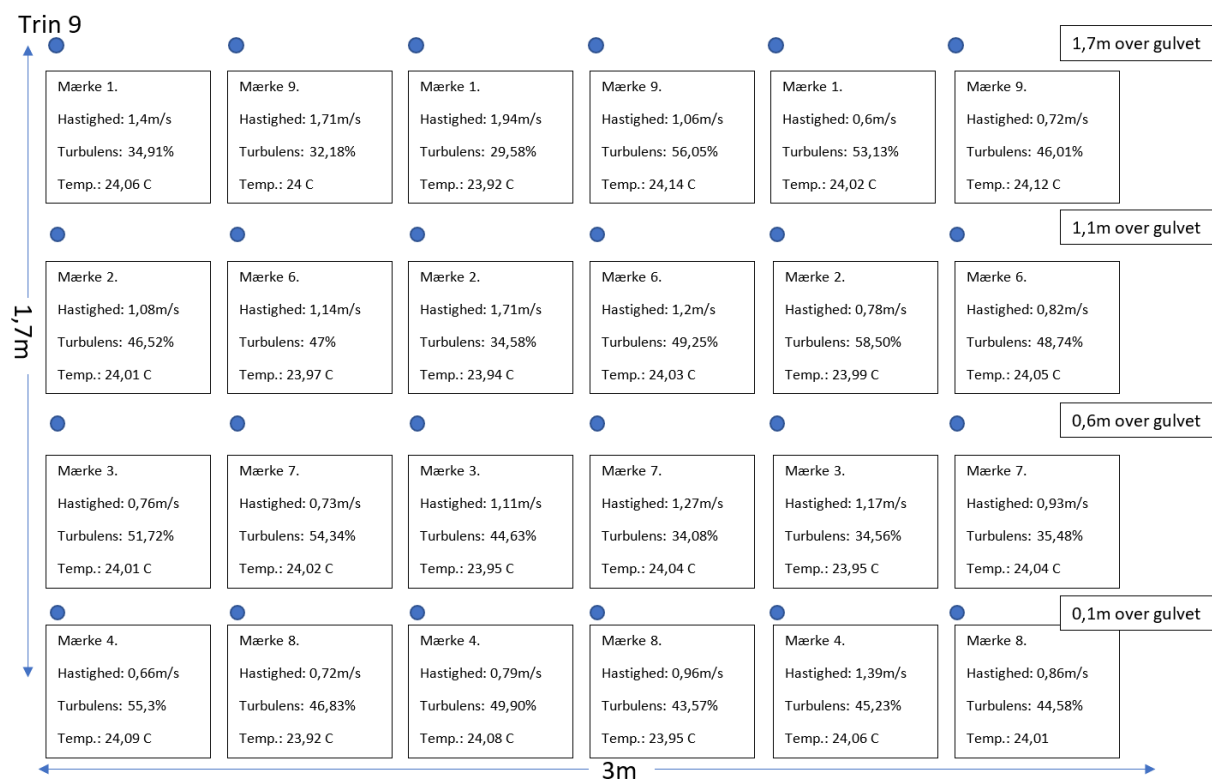 Trin 9
1,7m over gulvet
Mærke 1.
Hastighed: 1,4m/s
Turbulens: 34,91%
Temp.: 24,06 C
Mærke 9.
Hastighed: 1,71m/s
Turbulens: 32,18%
Temp.: 24 C
Mærke 1.
Hastighed: 1,94m/s
Turbulens: 29,58%
Temp.: 23,92 C
Mærke 9.
Hastighed: 1,06m/s
Turbulens: 56,05%
Temp.: 24,14 C
Mærke 1.
Hastighed: 0,6m/s
Turbulens: 53,13%
Temp.: 24,02 C
Mærke 9.
Hastighed: 0,72m/s
Turbulens: 46,01%
Temp.: 24,12 C
1,1m over gulvet
Mærke 2.
Hastighed: 1,08m/s
Turbulens: 46,52%
Temp.: 24,01 C
Mærke 6.
Hastighed: 1,14m/s
Turbulens: 47%
Temp.: 23,97 C
Mærke 2.
Hastighed: 1,71m/s
Turbulens: 34,58%
Temp.: 23,94 C
Mærke 6.
Hastighed: 1,2m/s
Turbulens: 49,25%
Temp.: 24,03 C
Mærke 2.
Hastighed: 0,78m/s
Turbulens: 58,50%
Temp.: 23,99 C
Mærke 6.
Hastighed: 0,82m/s
Turbulens: 48,74%
Temp.: 24,05 C
1,7m
0,6m over gulvet
Mærke 3.
Hastighed: 0,76m/s
Turbulens: 51,72%
Temp.: 24,01 C
Mærke 7.
Hastighed: 0,73m/s
Turbulens: 54,34%
Temp.: 24,02 C
Mærke 3.
Hastighed: 1,11m/s
Turbulens: 44,63%
Temp.: 23,95 C
Mærke 7.
Hastighed: 1,27m/s
Turbulens: 34,08%
Temp.: 24,04 C
Mærke 3.
Hastighed: 1,17m/s
Turbulens: 34,56%
Temp.: 23,95 C
Mærke 7.
Hastighed: 0,93m/s
Turbulens: 35,48%
Temp.: 24,04 C
0,1m over gulvet
Mærke 4.
Hastighed: 0,66m/s
Turbulens: 55,3%
Temp.: 24,09 C
Mærke 8.
Hastighed: 0,72m/s
Turbulens: 46,83%
Temp.: 23,92 C
Mærke 4.
Hastighed: 0,79m/s
Turbulens: 49,90%
Temp.: 24,08 C
Mærke 8.
Hastighed: 0,96m/s
Turbulens: 43,57%
Temp.: 23,95 C
Mærke 4.
Hastighed: 1,39m/s
Turbulens: 45,23%
Temp.: 24,06 C
Mærke 8.
Hastighed: 0,86m/s
Turbulens: 44,58%
Temp.: 24,01
3m